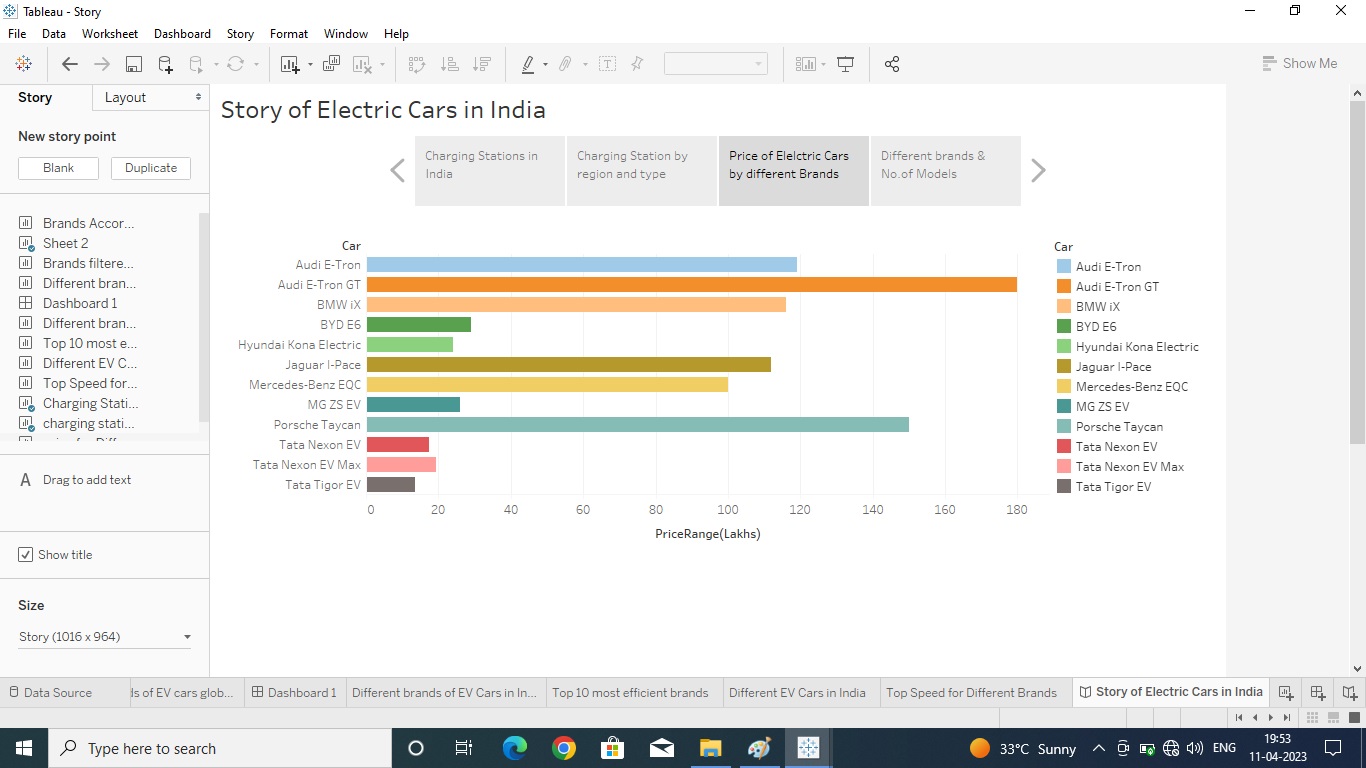 Tableau - Story
File Data Worksheet Dashboard Story Format Window Help
Show Me
Story
Layout
New story point
Blank
Duplicate
Brands Accor...
Sheet 2
Brands filtere...
Different bran...
Dashboard 1
Different bran...
Top 10 most e...
Different EV C...
Top Speed for...
Charging Stati...
charging stati...
A Drag to add text
Show title
Size
Story (1016 x 964)
Story of Electric Cars in India
Charging Stations in
India
Charging Station by
region and type
Price of Elelctric Cars
by different Brands
Different brands &
No.of Models
Car
Audi E-Tron
Audi E-Tron GT
BMW iX
BYD E6
Hyundai Kona Electric
Jaguar I-Pace
Mercedes-Benz EQC
MG ZS EV
Porsche Taycan
Tata Nexon EV
Tata Nexon EV Max
Tata Tigor EV
0 20 40 60 80 100 120 140 160 180
PriceRange(Lakhs)
Car
Audi E-Tron
Audi E-Tron GT
BMW iX
BYD E6
Hyundai Kona Electric
Jaguar I-Pace
Mercedes-Benz EQC
MG ZS EV
Porsche Taycan
Tata Nexon EV
Tata Nexon EV Max
Tata Tigor EV
Data Source
ls of EV cars glob...
Dashboard 1
Different brands of EV Cars in In...
Top 10 most efficient brands
Different EV Cars in India
Top Speed for Different Brands
Story of Electric Cars in India
Type here to search
33°C Sunny
ENG
19:53
11-04-2023